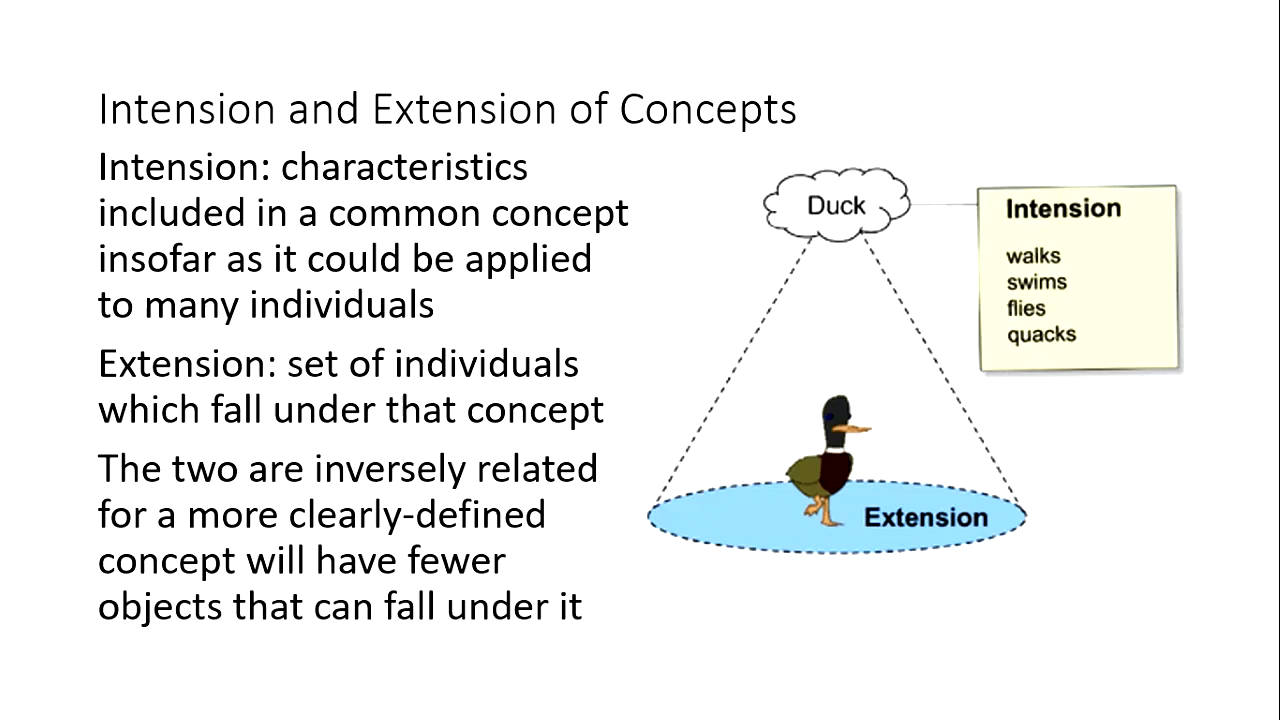 Intension and Extension of Concepts
Intension: characteristics
included in a common concept
insofar as it could be applied
to many individuals
Extension: set of individuals
which fall under that concept
The two are inversely related
for a more clearly-defined
concept will have fewer
objects that can fall under it
Duck
Intension
walks
swims
flies
quacks
Extension